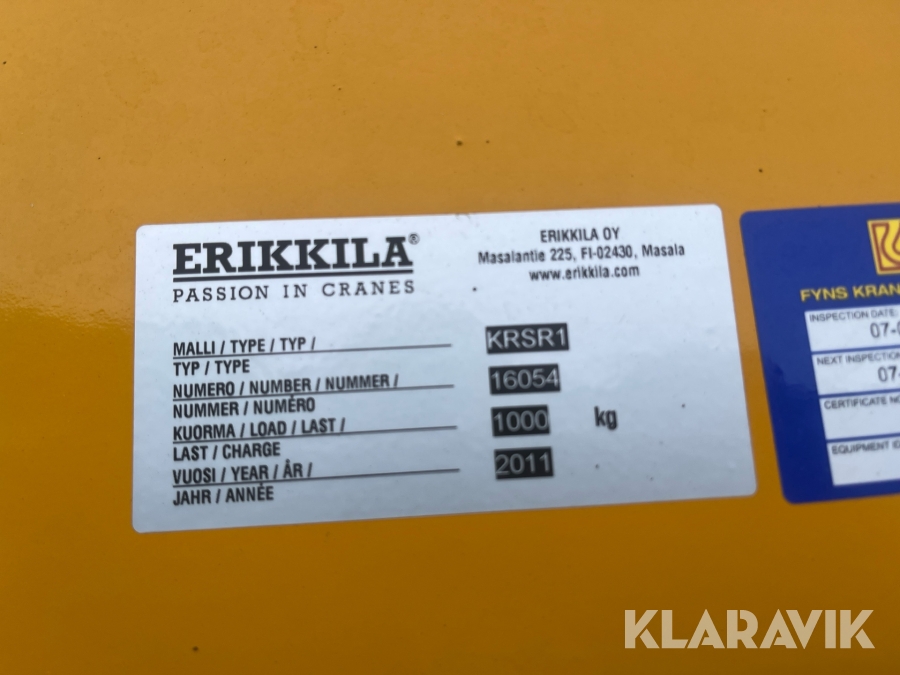 ERIKKILA®
PASSION IN CRANES
ERIKKILA OY
Masalantie 225, FI-02430, Masala
www.erikkila.com
MALLI / TYPE / TYP / KRSR1
TYP / TYPE
NUMERO / NUMBER / NUMMER / 16054
NUMMER / NUMÉRO
KUORMA / LOAD / LAST / 1000 kg
LAST / CHARGE
VUOSI / YEAR / ÅR / 2011
JAHR / ANNÉE
FYNS KRAN
INSPECTION DATE:
07-
NEXT INSPECTION
07-
CERTIFICATE NO
EQUIPMENT ID
KLARAVIK